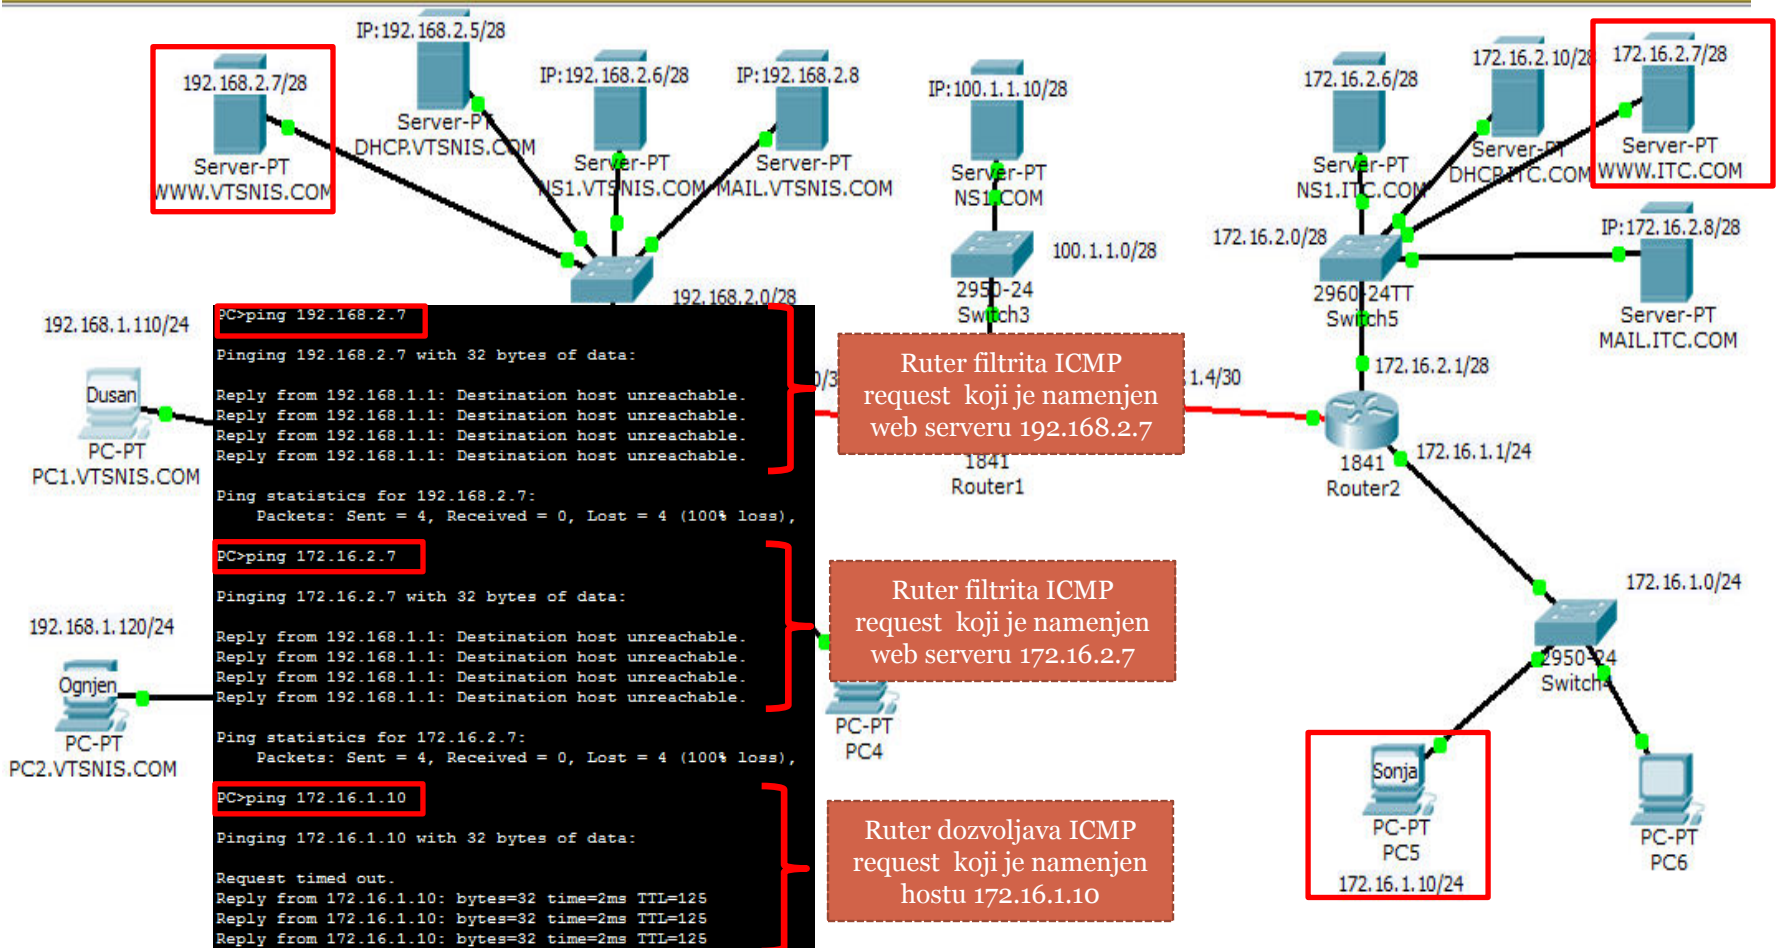 IP:192.168.2.5/28
Server-PT
DHCP.VTSNIS.COM
192.168.2.7/28
Server-PT
WWW.VTSNIS.COM
IP:192.168.2.6/28
Server-PT
NS1.VTSNIS.COM
IP:192.168.2.8
Server-PT
MAIL.VTSNIS.COM
192.168.2.0/28
IP:100.1.1.10/28
Server-PT
NS1.COM
100.1.1.0/28
2950-24
Switch3
172.16.2.6/28
Server-PT
NS1.ITC.COM
172.16.2.10/28
Server-PT
DHCP.ITC.COM
172.16.2.7/28
Server-PT
WWW.ITC.COM
172.16.2.0/28
2960-24TT
Switch5
IP:172.16.2.8/28
Server-PT
MAIL.ITC.COM
172.16.2.1/28
192.168.1.110/24
Dusan
PC-PT
PC1.VTSNIS.COM
192.168.1.120/24
Ognjen
PC-PT
PC2.VTSNIS.COM
PC>ping 192.168.2.7
Pinging 192.168.2.7 with 32 bytes of data:
Reply from 192.168.1.1: Destination host unreachable.
Reply from 192.168.1.1: Destination host unreachable.
Reply from 192.168.1.1: Destination host unreachable.
Reply from 192.168.1.1: Destination host unreachable.
Ping statistics for 192.168.2.7:
Packets: Sent = 4, Received = 0, Lost = 4 (100% loss),
PC>ping 172.16.2.7
Pinging 172.16.2.7 with 32 bytes of data:
Reply from 192.168.1.1: Destination host unreachable.
Reply from 192.168.1.1: Destination host unreachable.
Reply from 192.168.1.1: Destination host unreachable.
Reply from 192.168.1.1: Destination host unreachable.
Ping statistics for 172.16.2.7:
Packets: Sent = 4, Received = 0, Lost = 4 (100% loss),
PC>ping 172.16.1.10
Pinging 172.16.1.10 with 32 bytes of data:
Request timed out.
Reply from 172.16.1.10: bytes=32 time=2ms TTL=125
Reply from 172.16.1.10: bytes=32 time=2ms TTL=125
Reply from 172.16.1.10: bytes=32 time=2ms TTL=125
0/3
Ruter filtrita ICMP
request koji je namenjen
web serveru 192.168.2.7
1.4/30
1841
Router1
Ruter filtrita ICMP
request koji je namenjen
web serveru 172.16.2.7
PC-PT
PC4
Ruter dozvoljava ICMP
request koji je namenjen
hostu 172.16.1.10
1841
Router2
172.16.1.1/24
172.16.1.0/24
2950-24
Switch4
Sonja
PC-PT
PC5
172.16.1.10/24
PC-PT
PC6